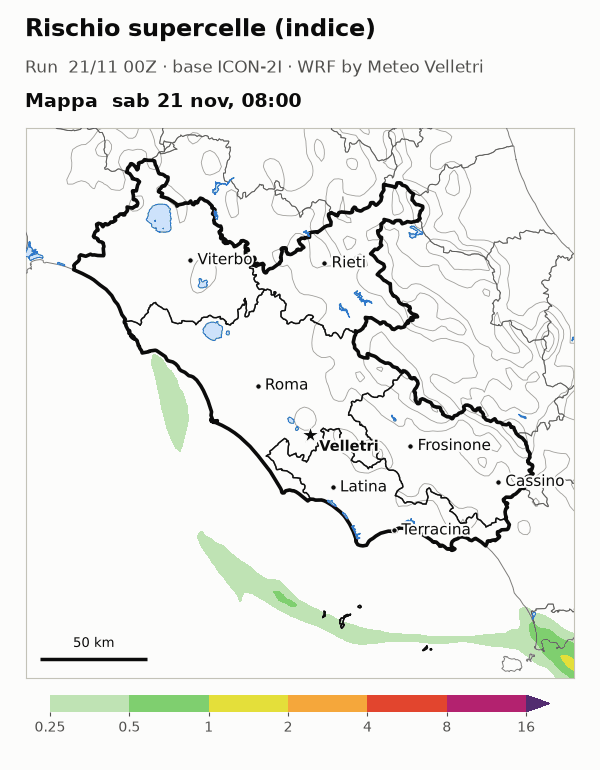 Rischio supercelle (indice)
Run  21/11 00Z · base ICON-2I · WRF by Meteo Velletri
Mappa  sab 21 nov, 08:00
Viterbo
Rieti
Roma
Velletri
Frosinone
Cassino
Latina
Terracina
50 km
0.25 0.5 1 2 4 8 16